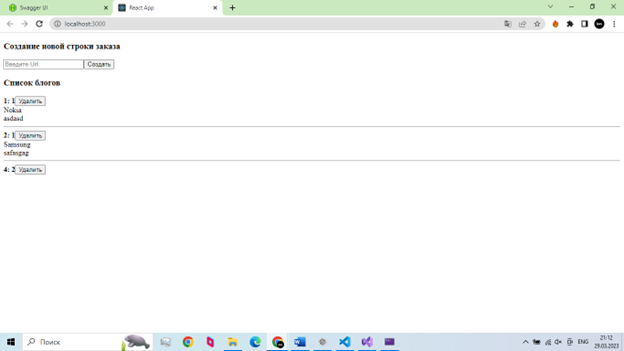 Swagger UI
React App
localhost:3000
Создание новой строки заказа
Введите Url:
Создать
Список блогов
1: 1 Удалить
Nokia
asdasd
2: 1 Удалить
Samsung
safasgag
4: 2 Удалить
Поиск
ENG
21:12
29.03.2023